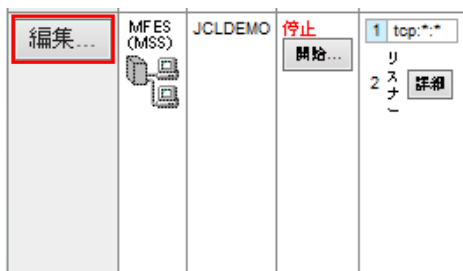 編集...
MFES
(MSS)
JCLDEMO
停止
開始...
1 tcp:*:*
2 リスナー 詳細